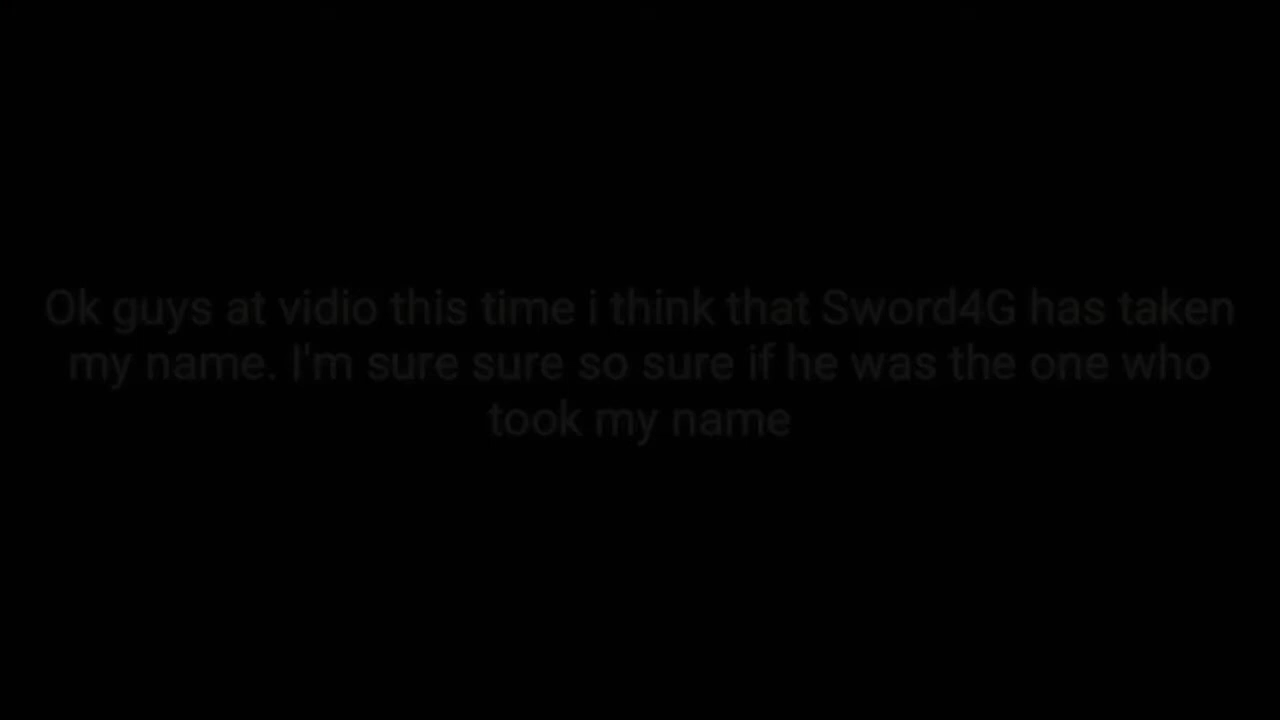 Ok guys at vidio this time i think that Sword4G has taken
my name. I'm sure sure so sure if he was the one who
took my name